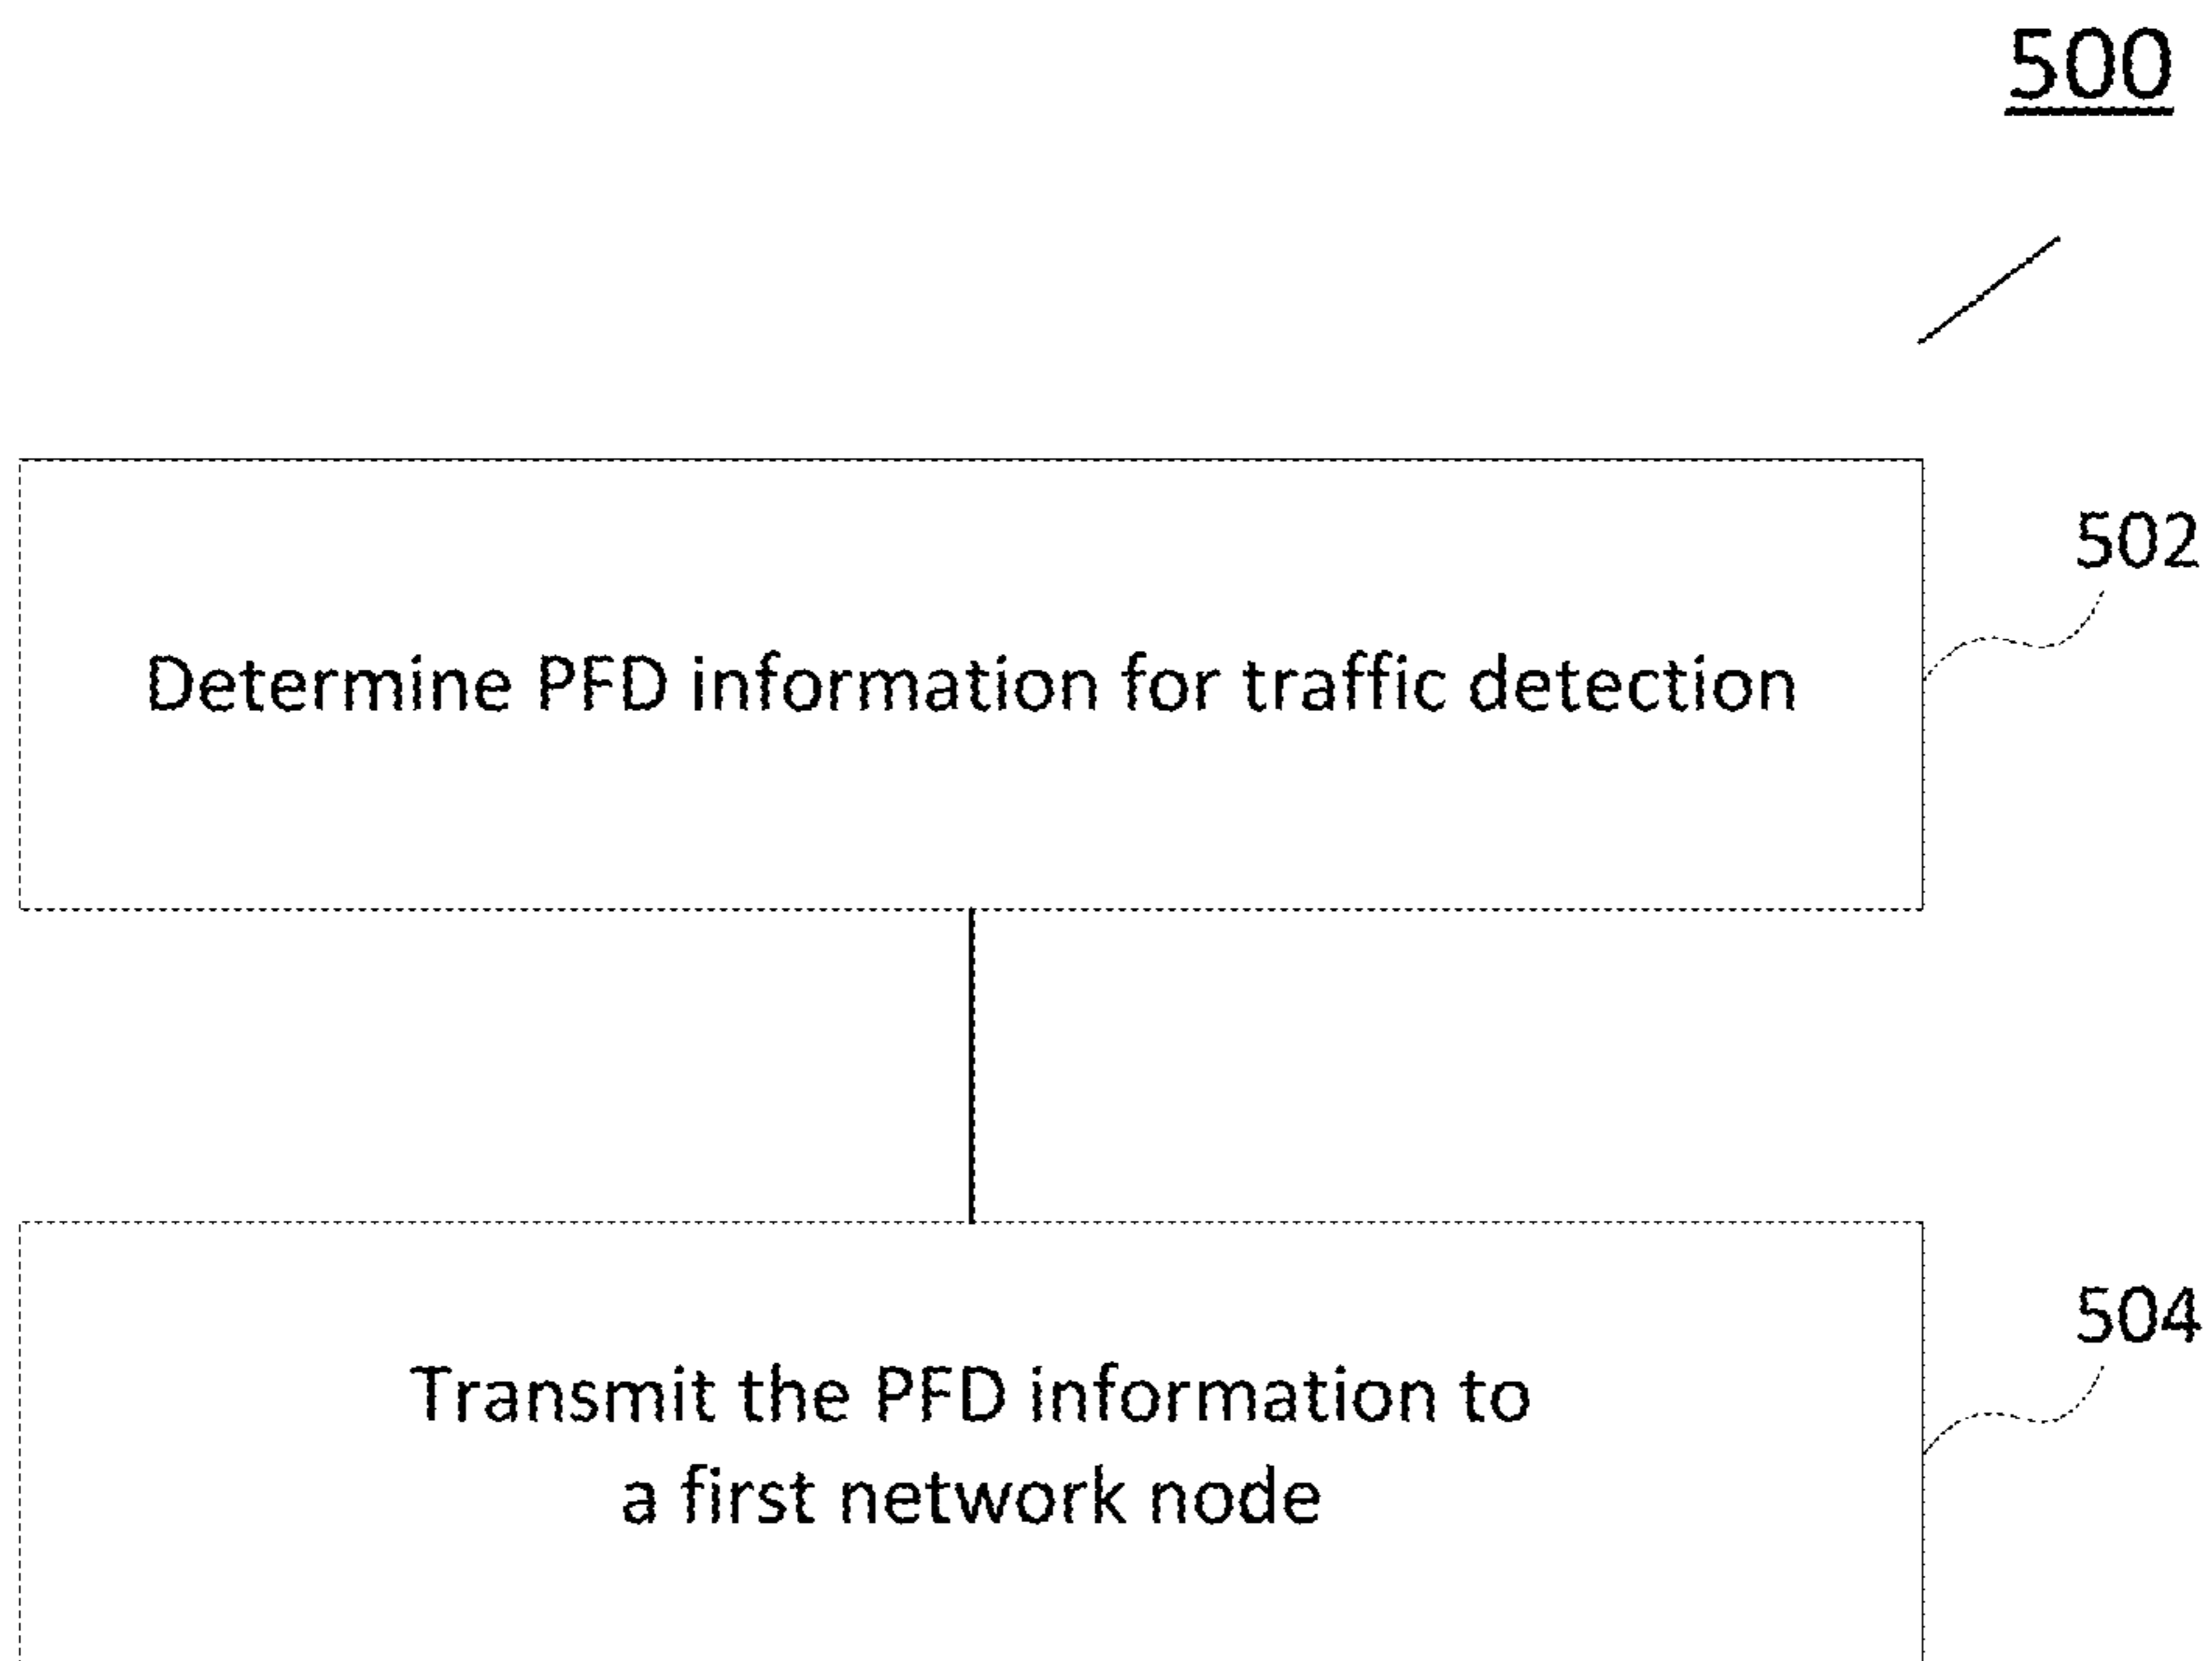 500
502
Determine PFD information for traffic detection
504
Transmit the PFD information to
a first network node